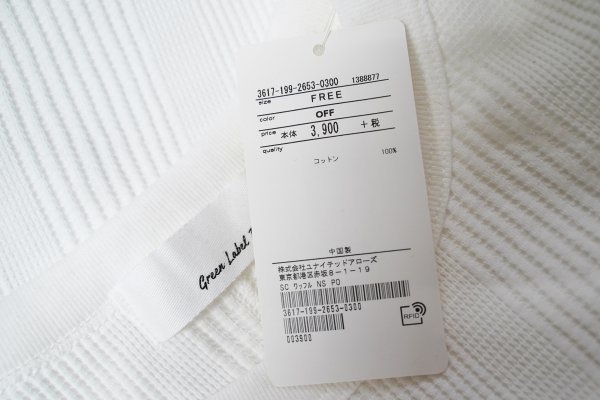 3617-199-2653-0300 1388877
size FREE
color OFF
price 本体 3,900 +税
quality
コットン 100%
中国製
株式会社ユナイテッドアローズ
東京都港区赤坂8-1-19
SC ワッフル NS PO
3617-199-2653-0300
003900
RFID
Green Label